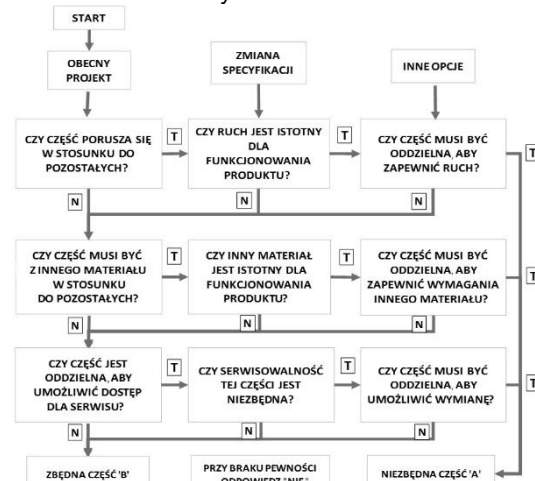 START
OBECNY
PROJEKT
ZMIANA
SPECYFIKACJI
INNE OPCJE
CZY CZĘŚĆ PORUSZA SIĘ
W STOSUNKU DO
POZOSTAŁYCH?
T
CZY RUCH JEST ISTOTNY
DLA
FUNKCJONOWANIA
PRODUKTU?
T
CZY CZĘŚĆ MUSI BYĆ
ODDZIELNA, ABY
ZAPEWNIĆ RUCH?
T
N
N
N
CZY CZĘŚĆ MUSI BYĆ
Z INNEGO MATERIAŁU
W STOSUNKU
DO POZOSTAŁYCH?
T
CZY INNY MATERIAŁ
JEST ISTOTNY DLA
FUNKCJONOWANIA
PRODUKTU?
T
CZY CZĘŚĆ MUSI BYĆ
ODDZIELNA, ABY
ZAPEWNIĆ WYMAGANIA
INNEGO MATERIAŁU?
T
N
N
N
CZY CZĘŚĆ JEST
ODDZIELNA, ABY
UMOŻLIWIĆ DOSTĘP
DLA SERWISU?
T
CZY SERWISOWALNOŚĆ
TEJ CZĘŚCI JEST
NIEZBĘDNA?
T
CZY CZĘŚĆ MUSI BYĆ
ODDZIELNA, ABY
UMOŻLIWIĆ WYMIANĘ?
T
N
N
N
ZBĘDNA CZĘŚĆ 'B'
PRZY BRAKU PEWNOŚCI
ODPOWIEDZ "NIE"
NIEZBĘDNA CZĘŚĆ 'A'